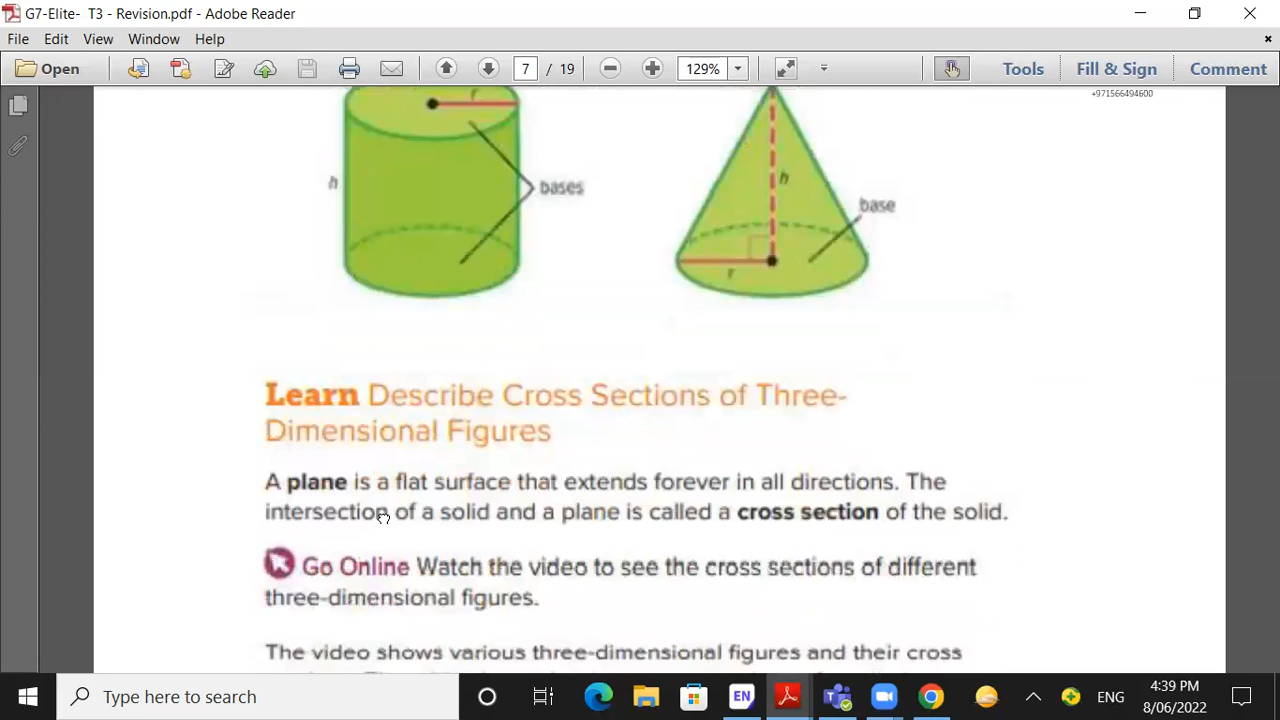 G7-Elite- T3 - Revision.pdf - Adobe Reader
File Edit View Window Help
Open 7 / 19 129% Tools Fill & Sign Comment
+971566494600
r
h
bases
h
base
r
Learn Describe Cross Sections of Three-
Dimensional Figures
A plane is a flat surface that extends forever in all directions. The
intersection of a solid and a plane is called a cross section of the solid.
Go Online Watch the video to see the cross sections of different
three-dimensional figures.
The video shows various three-dimensional figures and their cross
Type here to search
EN
ENG
4:39 PM
8/06/2022